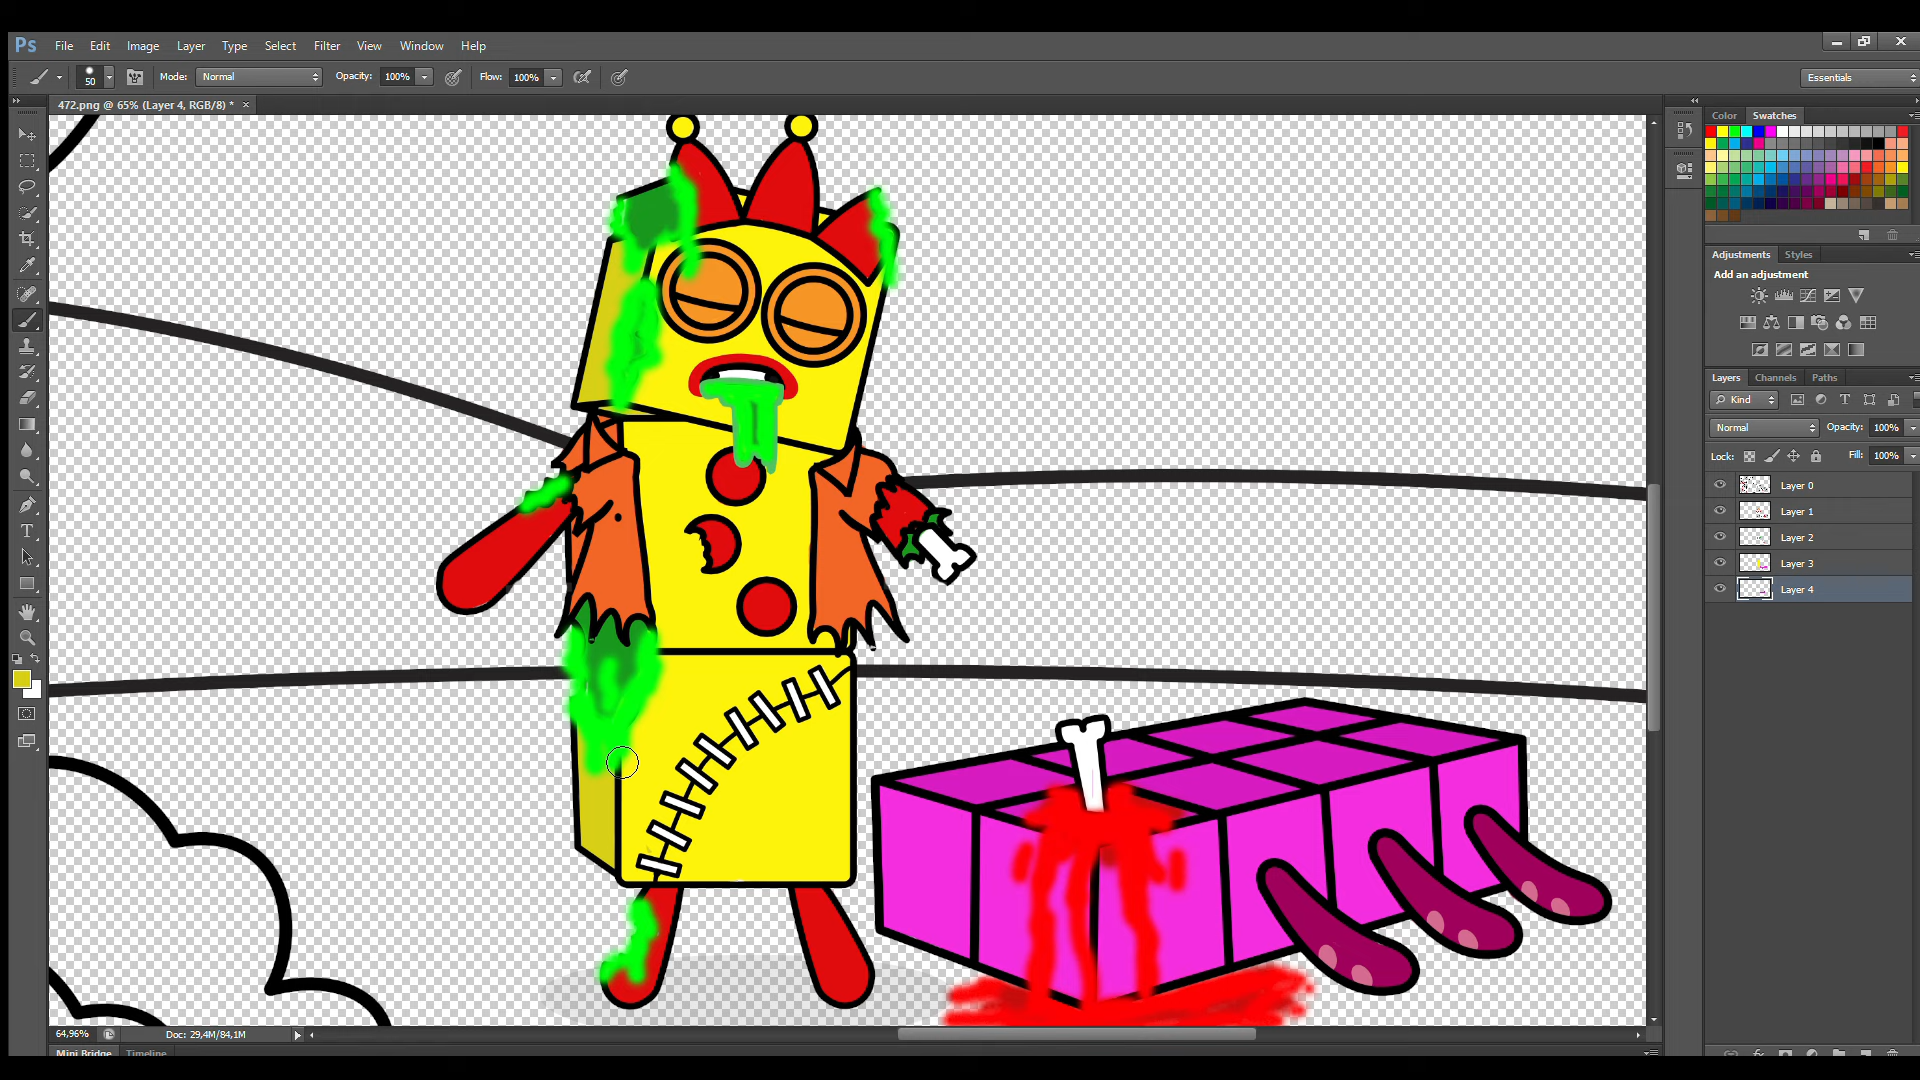 Ps File Edit Image Layer Type Select Filter View Window Help
50 Mode: Normal Opacity: 100% Flow: 100% Essentials
472.png @ 65% (Layer 4, RGB/8) * ×
Color Swatches
Adjustments Styles
Add an adjustment
Layers Channels Paths
Kind
Normal Opacity: 100%
Lock: Fill: 100%
Layer 0
Layer 1
Layer 2
Layer 3
Layer 4
64,96% Doc: 29,4M/84,1M
Mini Bridge Timeline